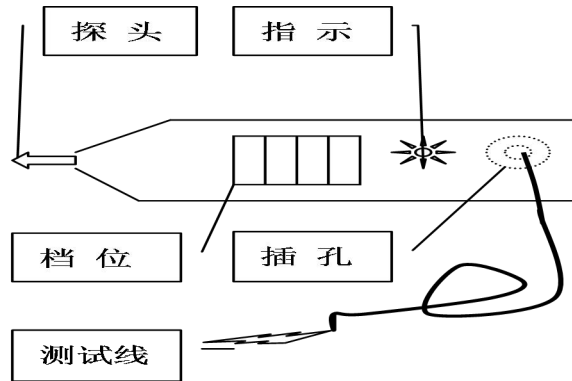 探 头
指 示
档 位
插 孔
测试线